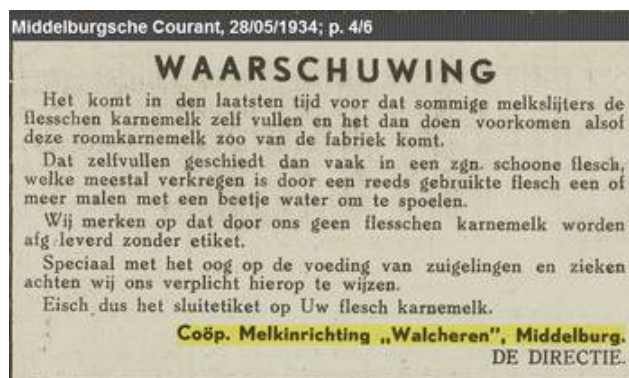 Middelburgsche Courant, 28/05/1934; p. 4/6
WAARSCHUWING
Het komt in den laatsten tijd voor dat sommige melkslijters de
flesschen karnemelk zelf vullen en het dan doen voorkomen alsof
deze roomkarnemelk zoo van de fabriek komt.
Dat zelfvullen geschiedt dan vaak in een zgn. schoone flesch,
welke meestal verkregen is door een reeds gebruikte flesch een of
meer malen met een beetje water om te spoelen.
Wij merken op dat door ons geen flesschen karnemelk worden
afg leverd zonder etiket.
Speciaal met het oog op de voeding van zuigelingen en zieken
achten wij ons verplicht hierop te wijzen.
Eisch dus het sluitetiket op Uw flesch karnemelk.
Coöp. Melkinrichting „Walcheren", Middelburg.
DE DIRECTIE.